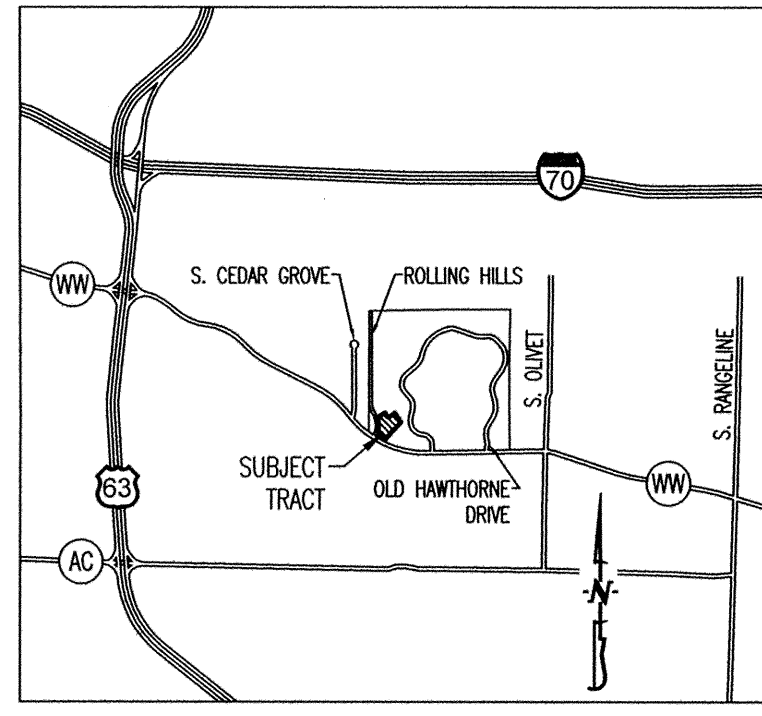 70
WW
S. CEDAR GROVE
ROLLING HILLS
S. OLIVET
S. RANGELINE
SUBJECT
TRACT
OLD HAWTHORNE
DRIVE
WW
63
AC
N